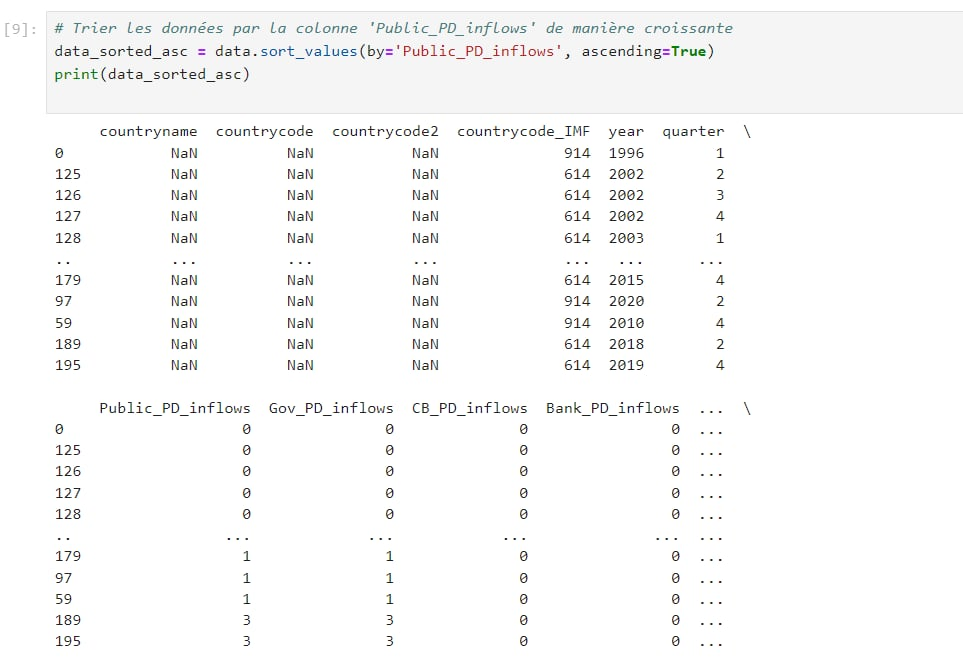 [9]: # Trier les données par la colonne 'Public_PD_inflows' de manière croissante
data_sorted_asc = data.sort_values(by='Public_PD_inflows', ascending=True)
print(data_sorted_asc)
countryname countrycode countrycode2 countrycode_IMF year quarter \
0 NaN NaN NaN 914 1996 1
125 NaN NaN NaN 614 2002 2
126 NaN NaN NaN 614 2002 3
127 NaN NaN NaN 614 2002 4
128 NaN NaN NaN 614 2003 1
.. ... ... ... ... ... ...
179 NaN NaN NaN 614 2015 4
97 NaN NaN NaN 914 2020 2
59 NaN NaN NaN 914 2010 4
189 NaN NaN NaN 614 2018 2
195 NaN NaN NaN 614 2019 4
Public_PD_inflows Gov_PD_inflows CB_PD_inflows Bank_PD_inflows ... \
0 0 0 0 0 ...
125 0 0 0 0 ...
126 0 0 0 0 ...
127 0 0 0 0 ...
128 0 0 0 0 ...
.. ... ... ... ... ...
179 1 1 0 0 ...
97 1 1 0 0 ...
59 1 1 0 0 ...
189 3 3 0 0 ...
195 3 3 0 0 ...